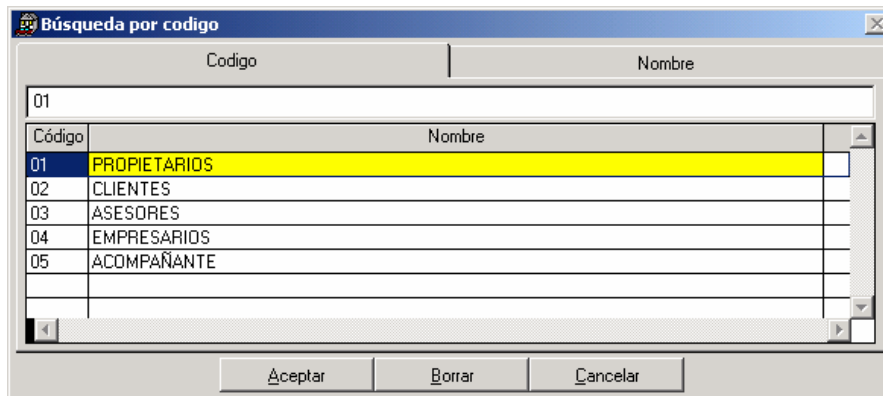 Búsqueda por codigo
Codigo Nombre
01
Código Nombre
01 PROPIETARIOS
02 CLIENTES
03 ASESORES
04 EMPRESARIOS
05 ACOMPAÑANTE
Aceptar Borrar Cancelar